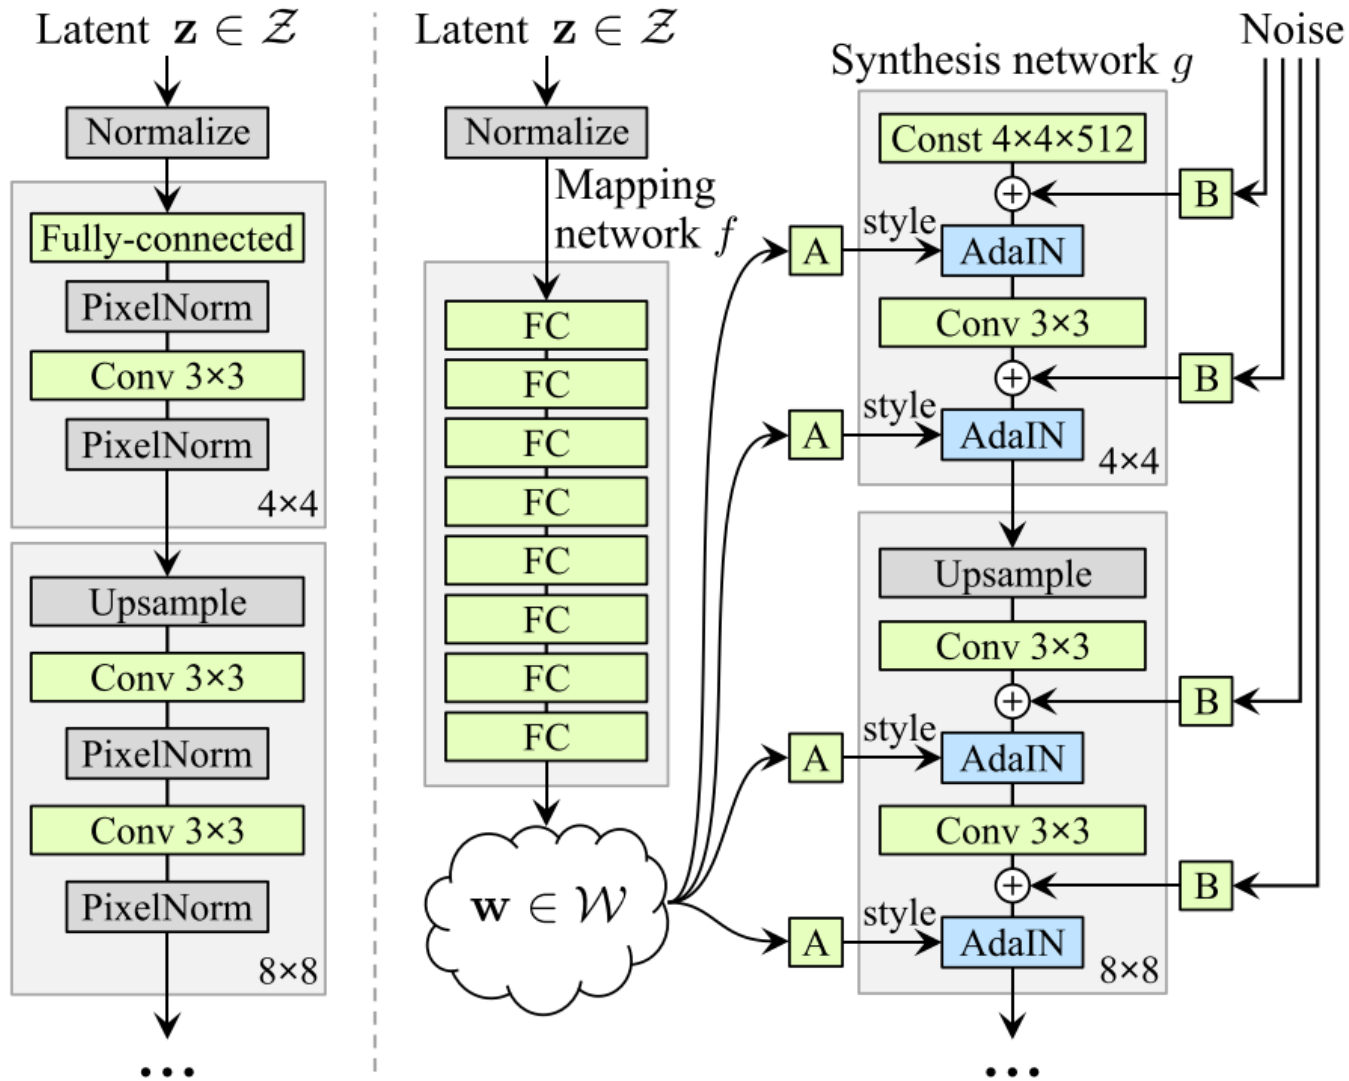 Latent z ∈ 𝒵
Normalize
Fully-connected
PixelNorm
Conv 3×3
PixelNorm
4×4
Upsample
Conv 3×3
PixelNorm
Conv 3×3
PixelNorm
8×8
...
Latent z ∈ 𝒵
Normalize
Mapping
network f
FC
FC
FC
FC
FC
FC
FC
FC
w ∈ 𝒲
A
style
A
style
A
style
A
style
Synthesis network g
Const 4×4×512
+
AdaIN
Conv 3×3
+
AdaIN
4×4
Upsample
Conv 3×3
+
AdaIN
Conv 3×3
+
AdaIN
8×8
...
Noise
B
B
B
B